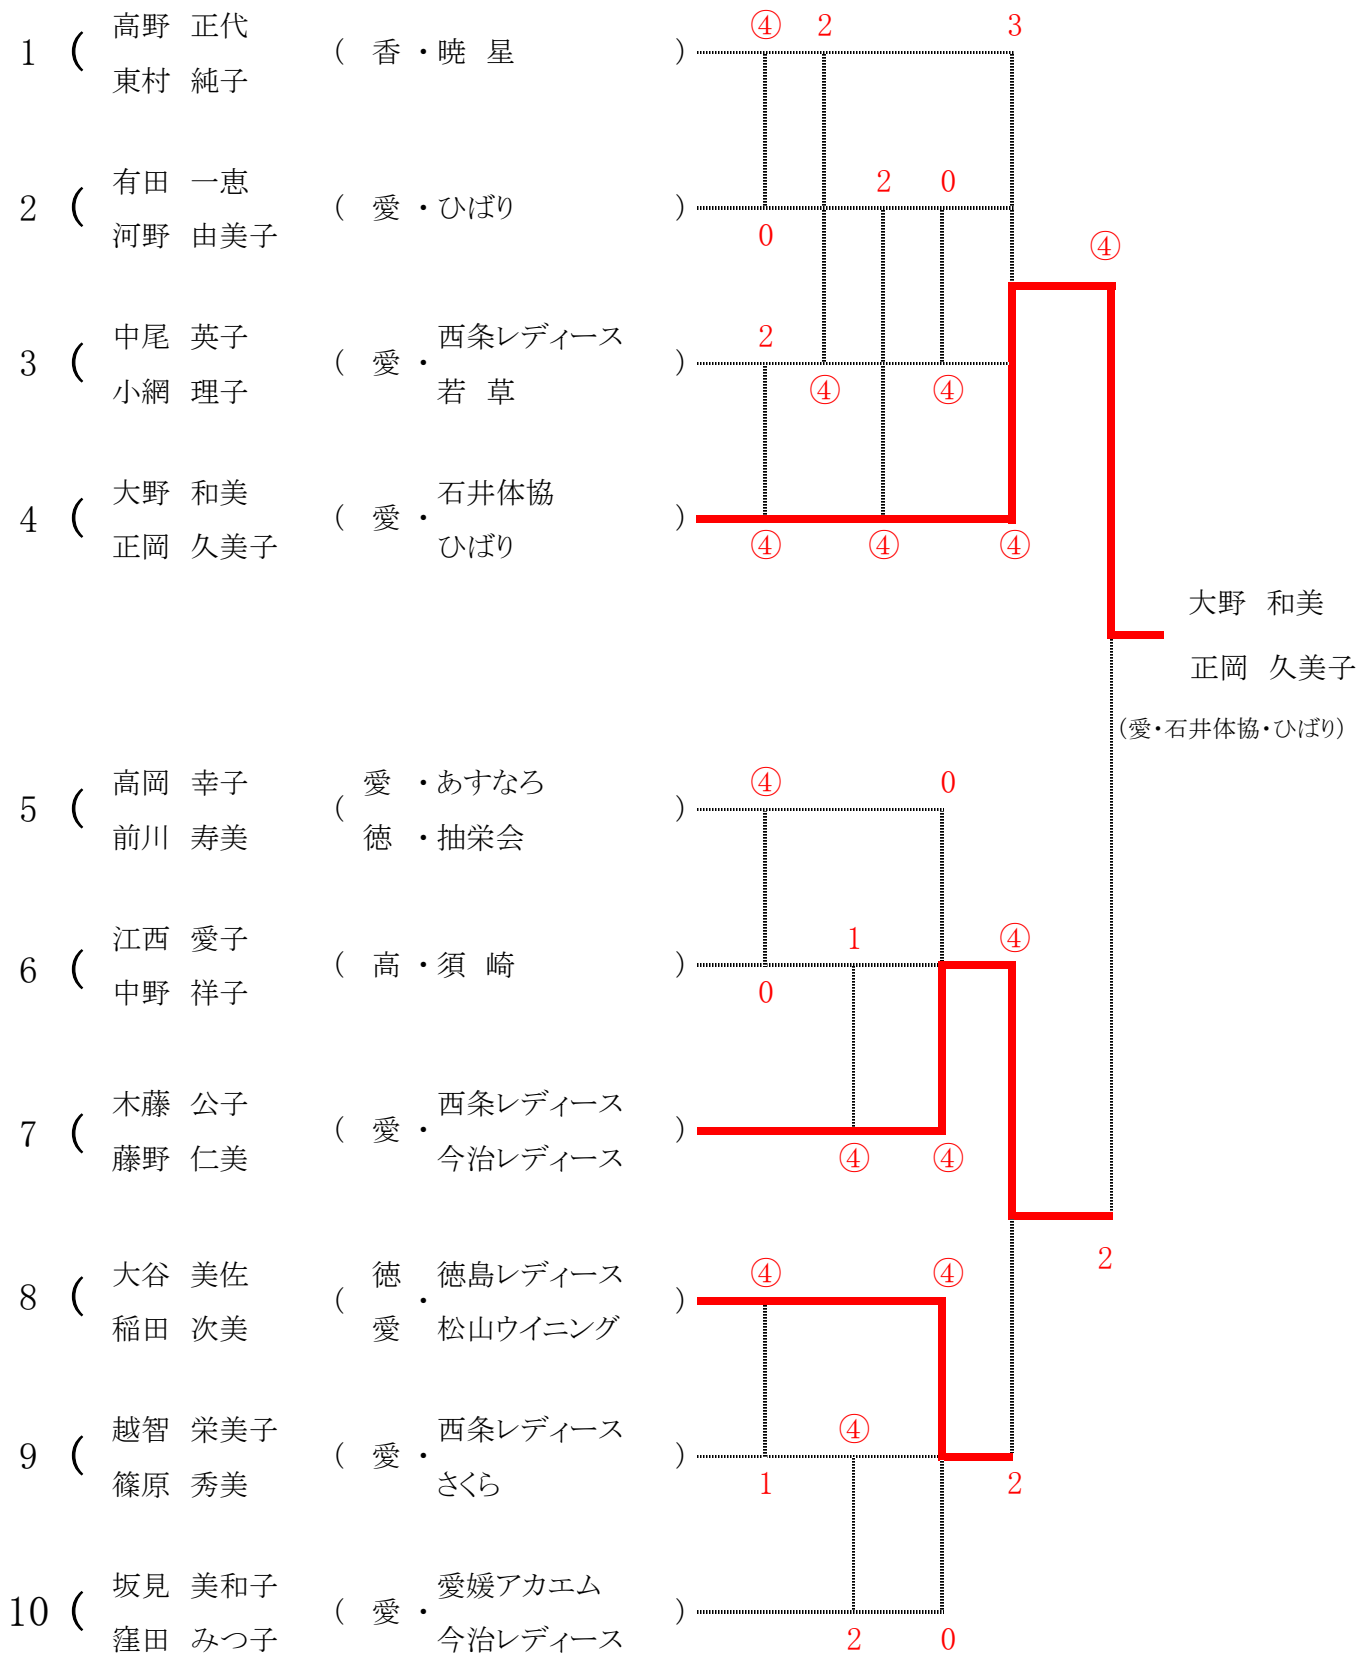 ④ 2 3
高野 正代
1 ( ( 香 ・ 暁 星 )
東村 純子
有田 一恵 2 0
2 ( ( 愛 ・ ひばり )
河野 由美子 0 ④
中尾 英子 西条レディース 2
3 ( ( 愛 ・ )
小網 理子 若 草 ④ ④
大野 和美 石井体協
4 ( ( 愛 ・ )
正岡 久美子 ひばり ④ ④ ④
大野 和美
正岡 久美子
(愛・石井体協・ひばり)
高岡 幸子 愛 ・ あすなろ ④ 0
5 ( ( )
前川 寿美 徳 ・ 抽栄会
江西 愛子 1 ④
6 ( ( 高 ・ 須 崎 )
中野 祥子 0
木藤 公子 西条レディース
7 ( ( 愛 ・ )
藤野 仁美 今治レディース ④ ④
2
大谷 美佐 徳 徳島レディース ④ ④
8 ( ( ・ )
稲田 次美 愛 松山ウイニング
越智 栄美子 西条レディース ④
9 ( ( 愛 ・ )
篠原 秀美 さくら 1 2
坂見 美和子 愛媛アカエム
10 ( ( 愛 ・ )
窪田 みつ子 今治レディース 2 0